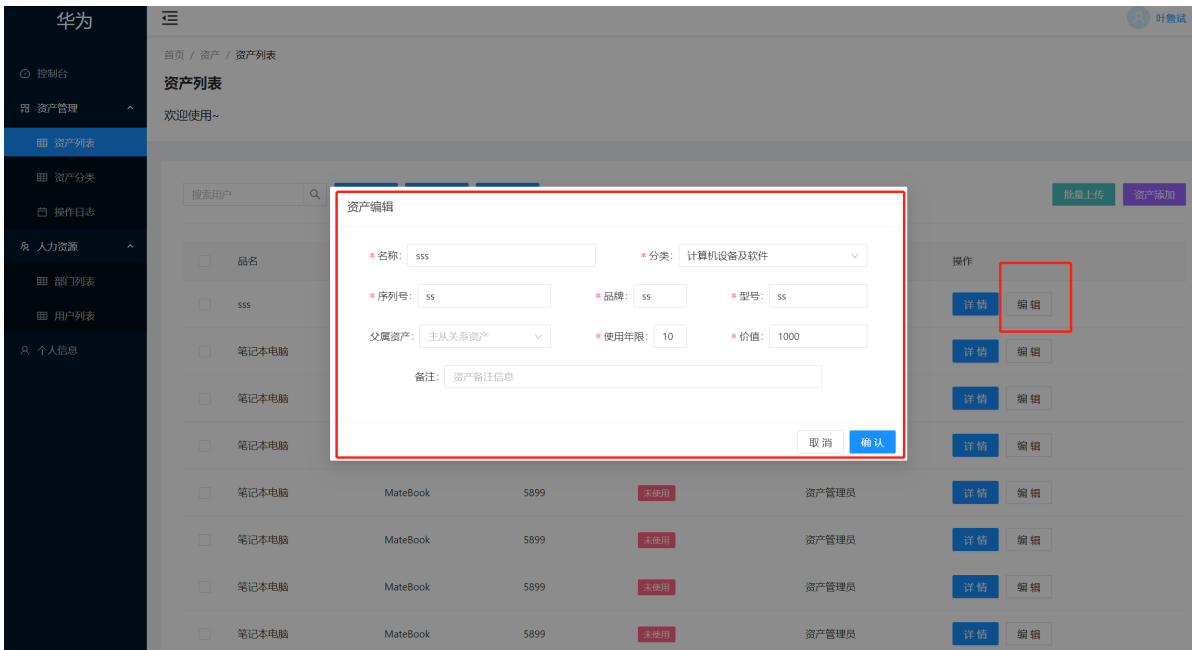 华为
叶鲁斌
首页 / 资产 / 资产列表
资产列表
欢迎使用~
控制台
资产管理
资产列表
资产分类
操作日志
人力资源
部门列表
用户列表
个人信息
搜索用户
批量上传 资产添加
资产编辑
* 名称: sss * 分类: 计算机设备及软件
* 序列号: ss * 品牌: ss * 型号: ss
父属资产: 主从关系资产 * 使用年限: 10 * 价值: 1000
备注: 资产备注信息
取消 确认
品名 操作
sss 详情 编辑
笔记本电脑 详情 编辑
笔记本电脑 详情 编辑
笔记本电脑 详情 编辑
笔记本电脑 MateBook 5899 未使用 资产管理员 详情 编辑
笔记本电脑 MateBook 5899 未使用 资产管理员 详情 编辑
笔记本电脑 MateBook 5899 未使用 资产管理员 详情 编辑
笔记本电脑 MateBook 5899 未使用 资产管理员 详情 编辑